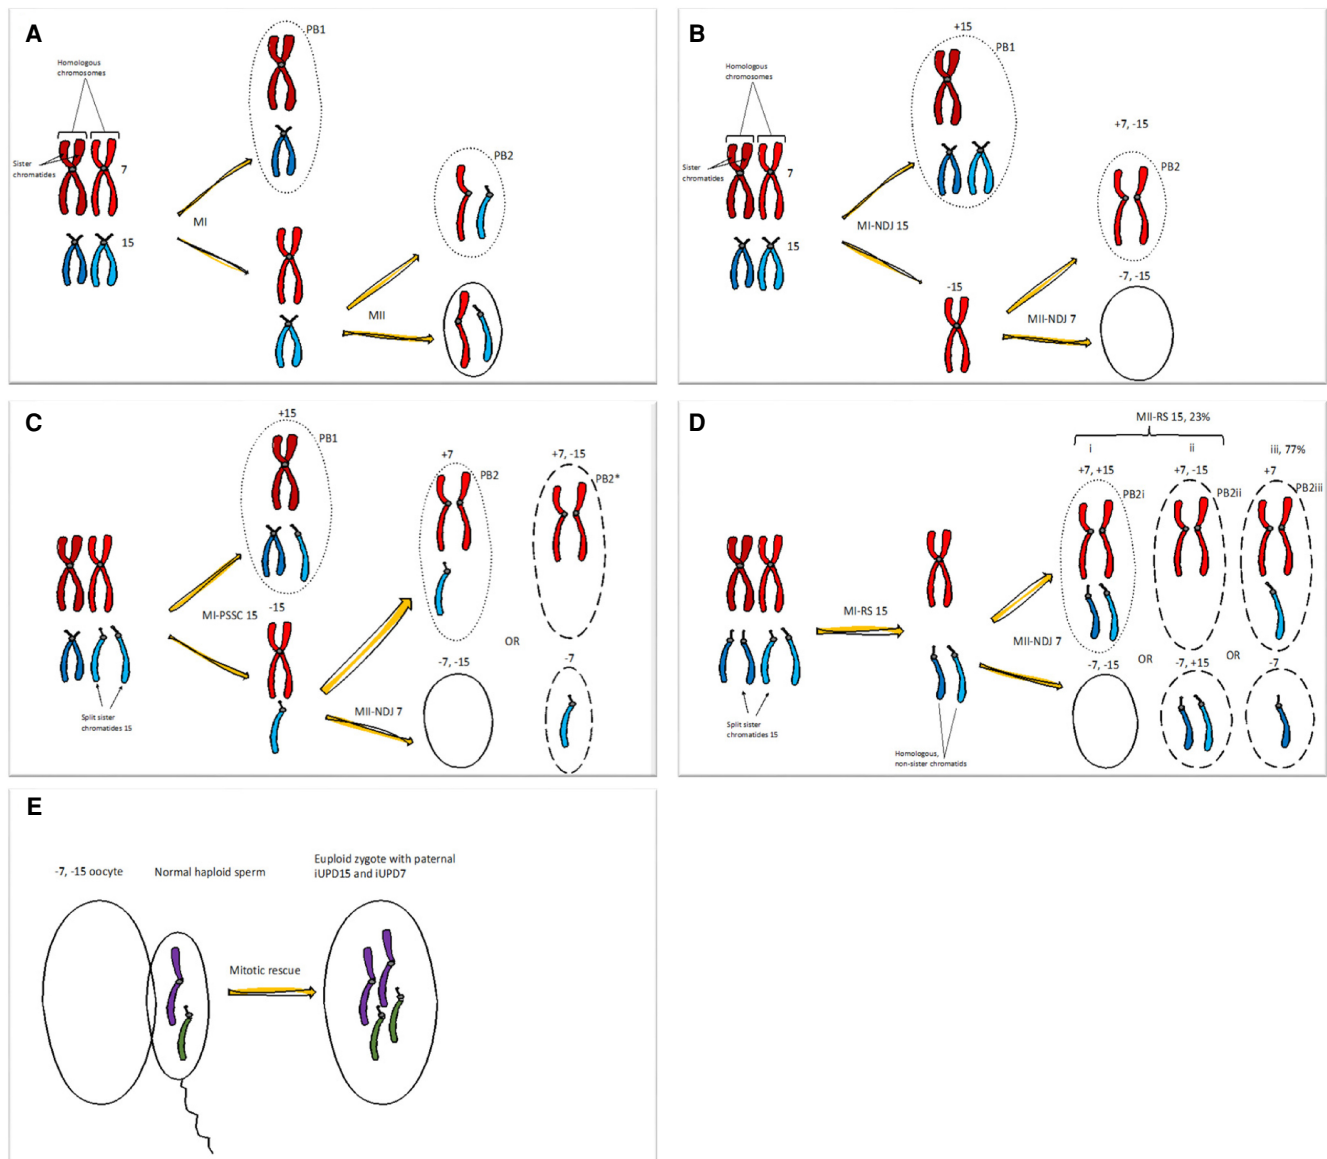 A
PB1
Homologous
chromosomes
Sister
chromatides
7
15
MI
PB2
MII
B
+15
PB1
Homologous
chromosomes
Sister
chromatides
7
15
MI-NDJ 15
+7, -15
PB2
-7, -15
-15
MII-NDJ 7
C
+15
PB1
MI-PSSC 15
-15
Split sister
chromatides 15
+7
PB2
+7, -15
PB2*
OR
MII-NDJ 7
-7, -15
-7
D
MII-RS 15, 23%
i
ii
iii, 77%
+7, +15
+7, -15
+7
PB2i
PB2ii
PB2iii
MI-RS 15
MII-NDJ 7
-7, -15
OR
-7, +15
OR
-7
Split sister
chromatides 15
Homologous,
non-sister chromatids
E
-7, -15 oocyte
Normal haploid sperm
Euploid zygote with paternal
iUPD15 and iUPD7
Mitotic rescue